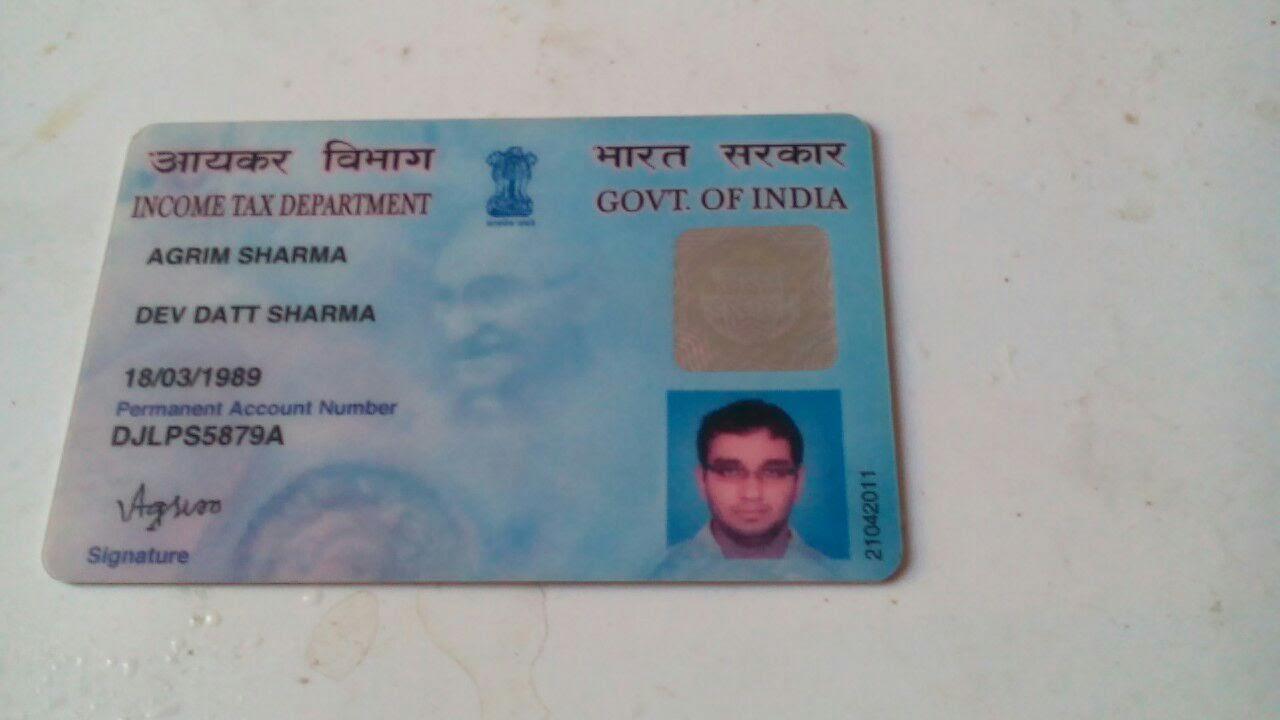 आयकर विभाग
INCOME TAX DEPARTMENT
भारत सरकार
GOVT. OF INDIA
AGRIM SHARMA
DEV DATT SHARMA
18/03/1989
Permanent Account Number
DJLPS5879A
Agrim
Signature
21042011